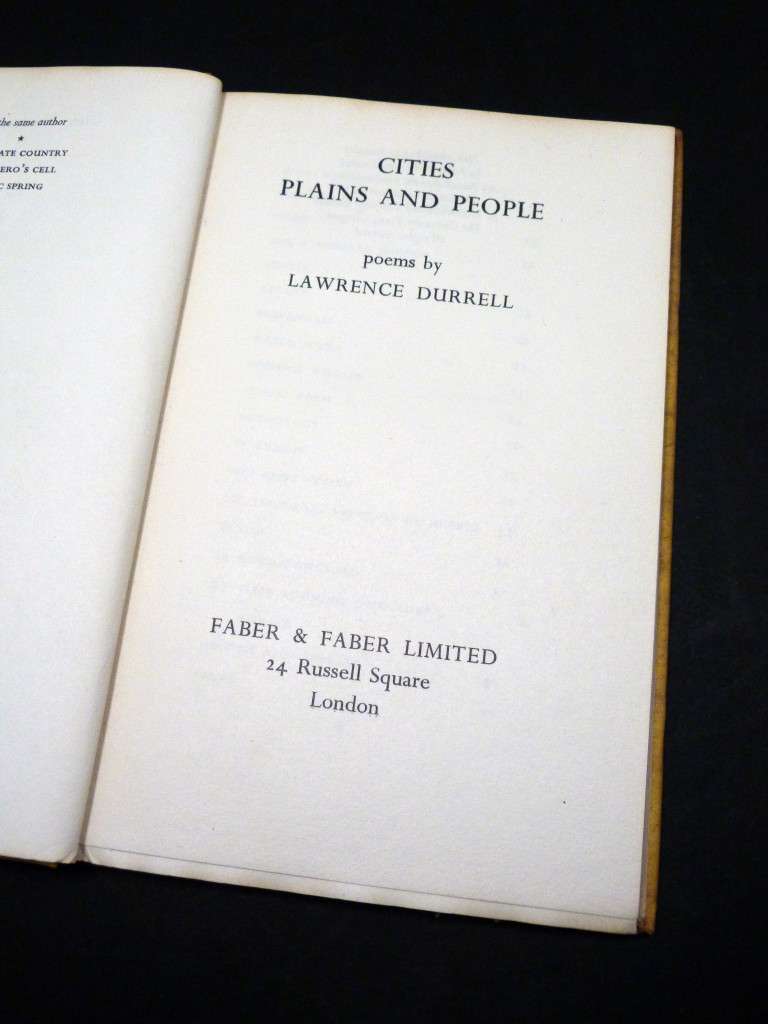 the same author
★
ATE COUNTRY
ERO'S CELL
C SPRING
CITIES
PLAINS AND PEOPLE
poems by
LAWRENCE DURRELL
FABER & FABER LIMITED
24 Russell Square
London